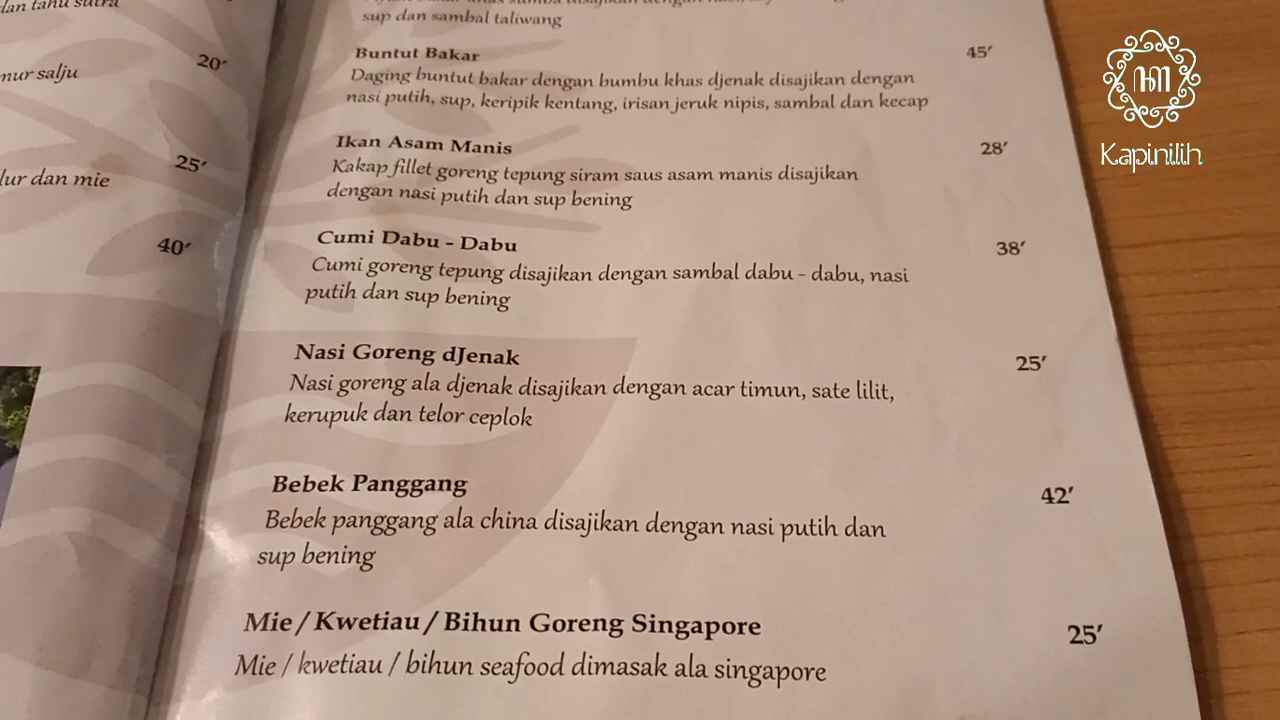 dan tahu sutra
20'
nur salju
25'
lur dan mie
40'
sup dan sambal taliwang
Buntut Bakar 45'
Daging buntut bakar dengan bumbu khas djenak disajikan dengan
nasi putih, sup, keripik kentang, irisan jeruk nipis, sambal dan kecap
Ikan Asam Manis 28'
Kakap fillet goreng tepung siram saus asam manis disajikan
dengan nasi putih dan sup bening
Cumi Dabu - Dabu 38'
Cumi goreng tepung disajikan dengan sambal dabu - dabu, nasi
putih dan sup bening
Nasi Goreng dJenak 25'
Nasi goreng ala djenak disajikan dengan acar timun, sate lilit,
kerupuk dan telor ceplok
Bebek Panggang 42'
Bebek panggang ala china disajikan dengan nasi putih dan
sup bening
Mie / Kwetiau / Bihun Goreng Singapore 25'
Mie / kwetiau / bihun seafood dimasak ala singapore
Kapinilih